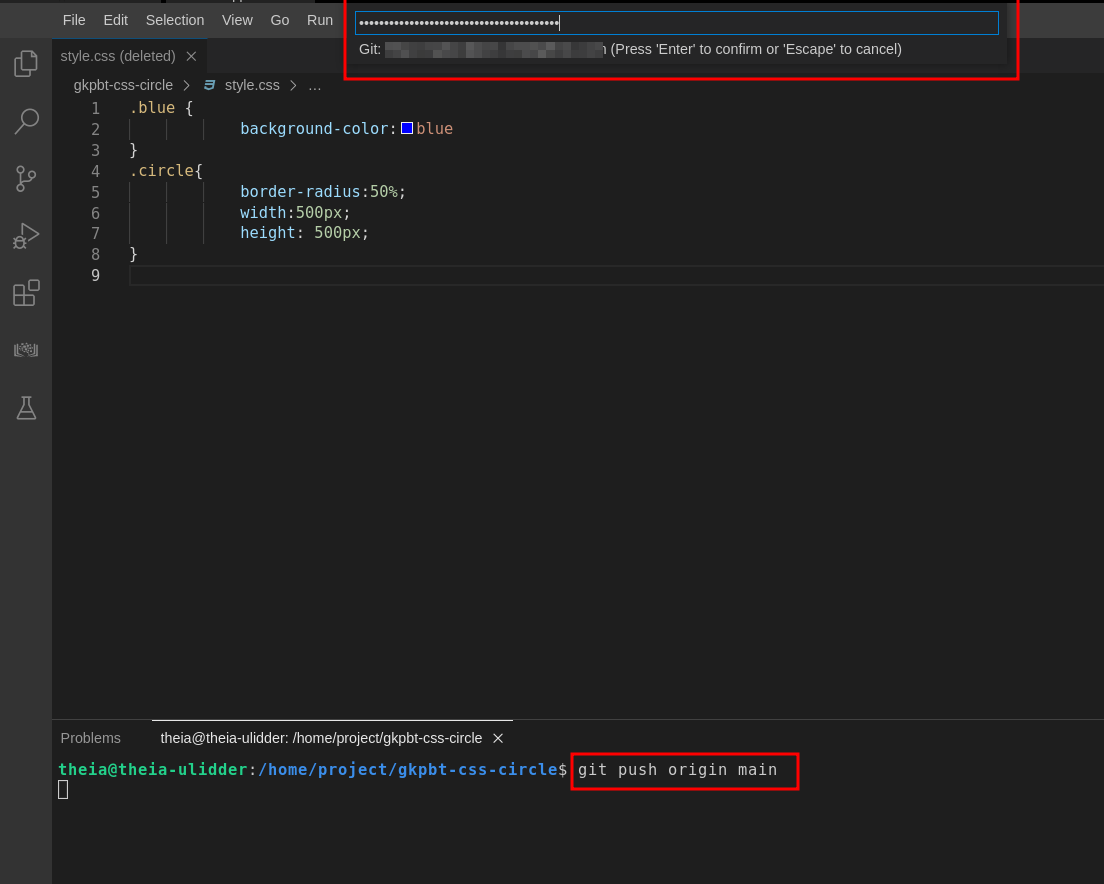 File Edit Selection View Go Run
••••••••••••••••••••••••••••••••••••••••
Git: (Press 'Enter' to confirm or 'Escape' to cancel)
style.css (deleted)
gkpbt-css-circle > style.css > ...
1 .blue {
2 background-color: blue
3 }
4 .circle{
5 border-radius:50%;
6 width:500px;
7 height: 500px;
8 }
9
Problems theia@theia-ulidder: /home/project/gkpbt-css-circle
theia@theia-ulidder:/home/project/gkpbt-css-circle$ git push origin main